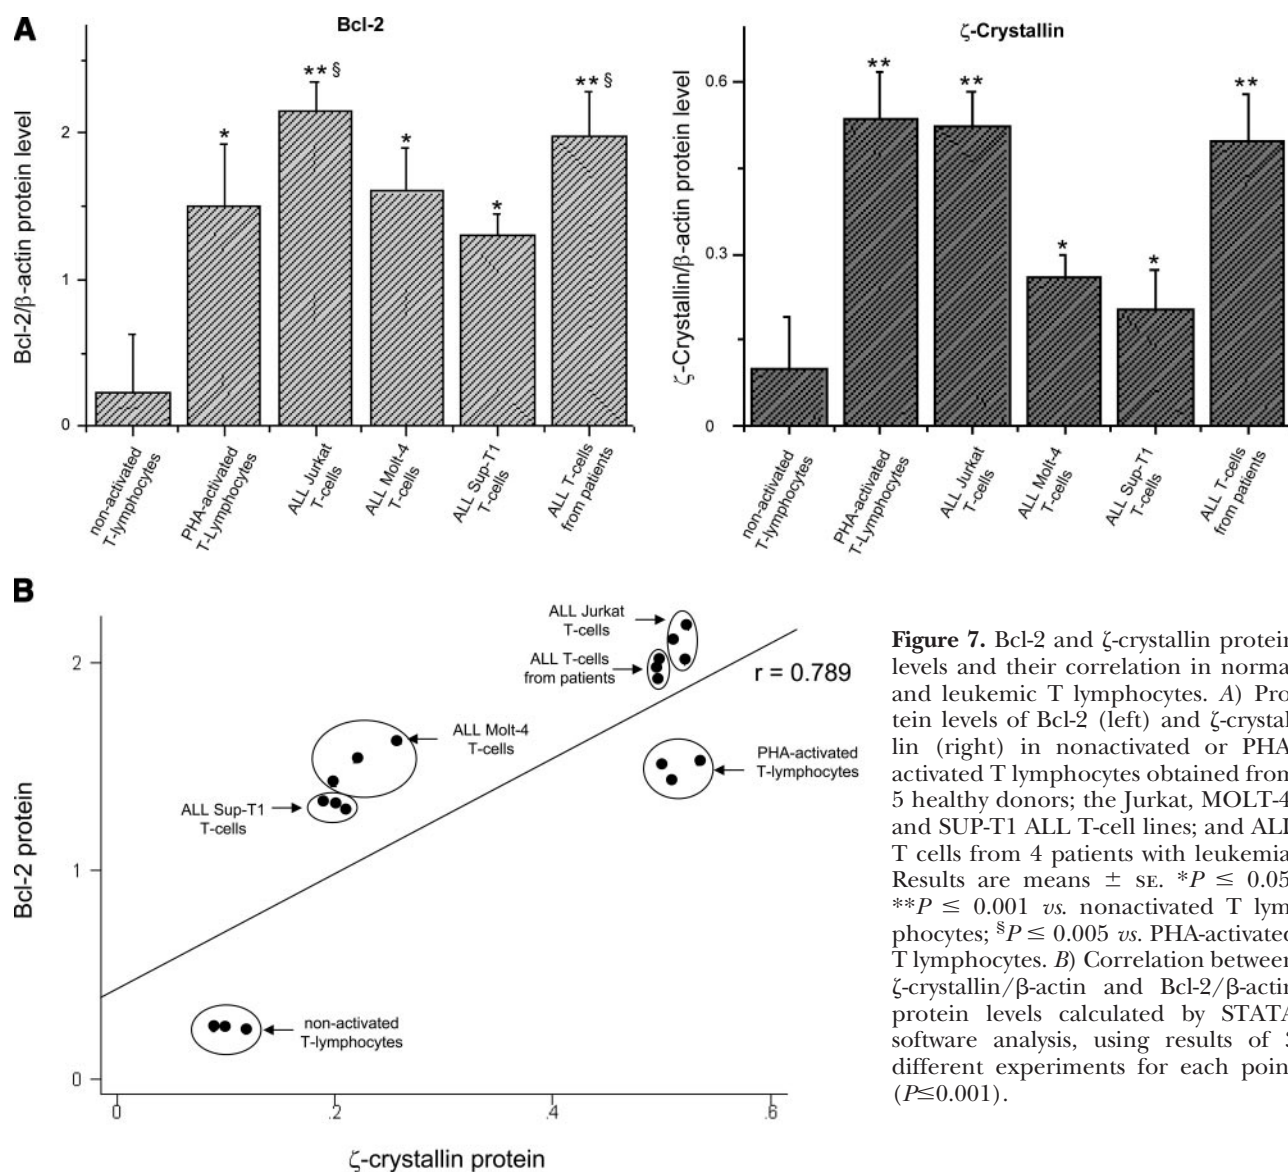 A
Bcl-2
** §
** §
*
*
*
Bcl-2/β-actin protein level
2
1
0
non-activated
T-lymphocytes
PHA-activated
T-Lymphocytes
ALL Jurkat
T-cells
ALL Molt-4
T-cells
ALL Sup-T1
T-cells
ALL T-cells
from patients
ζ-Crystallin
**
**
**
*
*
ζ-Crystallin/β-actin protein level
0.6
0.3
0
non-activated
T-lymphocytes
PHA-activated
T-Lymphocytes
ALL Jurkat
T-cells
ALL Molt-4
T-cells
ALL Sup-T1
T-cells
ALL T-cells
from patients
B
Bcl-2 protein
2
1
0
ALL Jurkat
T-cells
ALL T-cells
from patients
r = 0.789
ALL Molt-4
T-cells
PHA-activated
T-lymphocytes
ALL Sup-T1
T-cells
non-activated
T-lymphocytes
0
.2
.4
.6
ζ-crystallin protein
Figure 7. Bcl-2 and ζ-crystallin protein
levels and their correlation in norma
and leukemic T lymphocytes. A) Pro
tein levels of Bcl-2 (left) and ζ-crystal
lin (right) in nonactivated or PHA
activated T lymphocytes obtained from
5 healthy donors; the Jurkat, MOLT-4
and SUP-T1 ALL T-cell lines; and ALL
T cells from 4 patients with leukemia
Results are means ± SE. *P ≤ 0.05
**P ≤ 0.001 vs. nonactivated T lym
phocytes; §P ≤ 0.005 vs. PHA-activated
T lymphocytes. B) Correlation between
ζ-crystallin/β-actin and Bcl-2/β-actin
protein levels calculated by STATA
software analysis, using results of
different experiments for each poin
(P≤0.001).